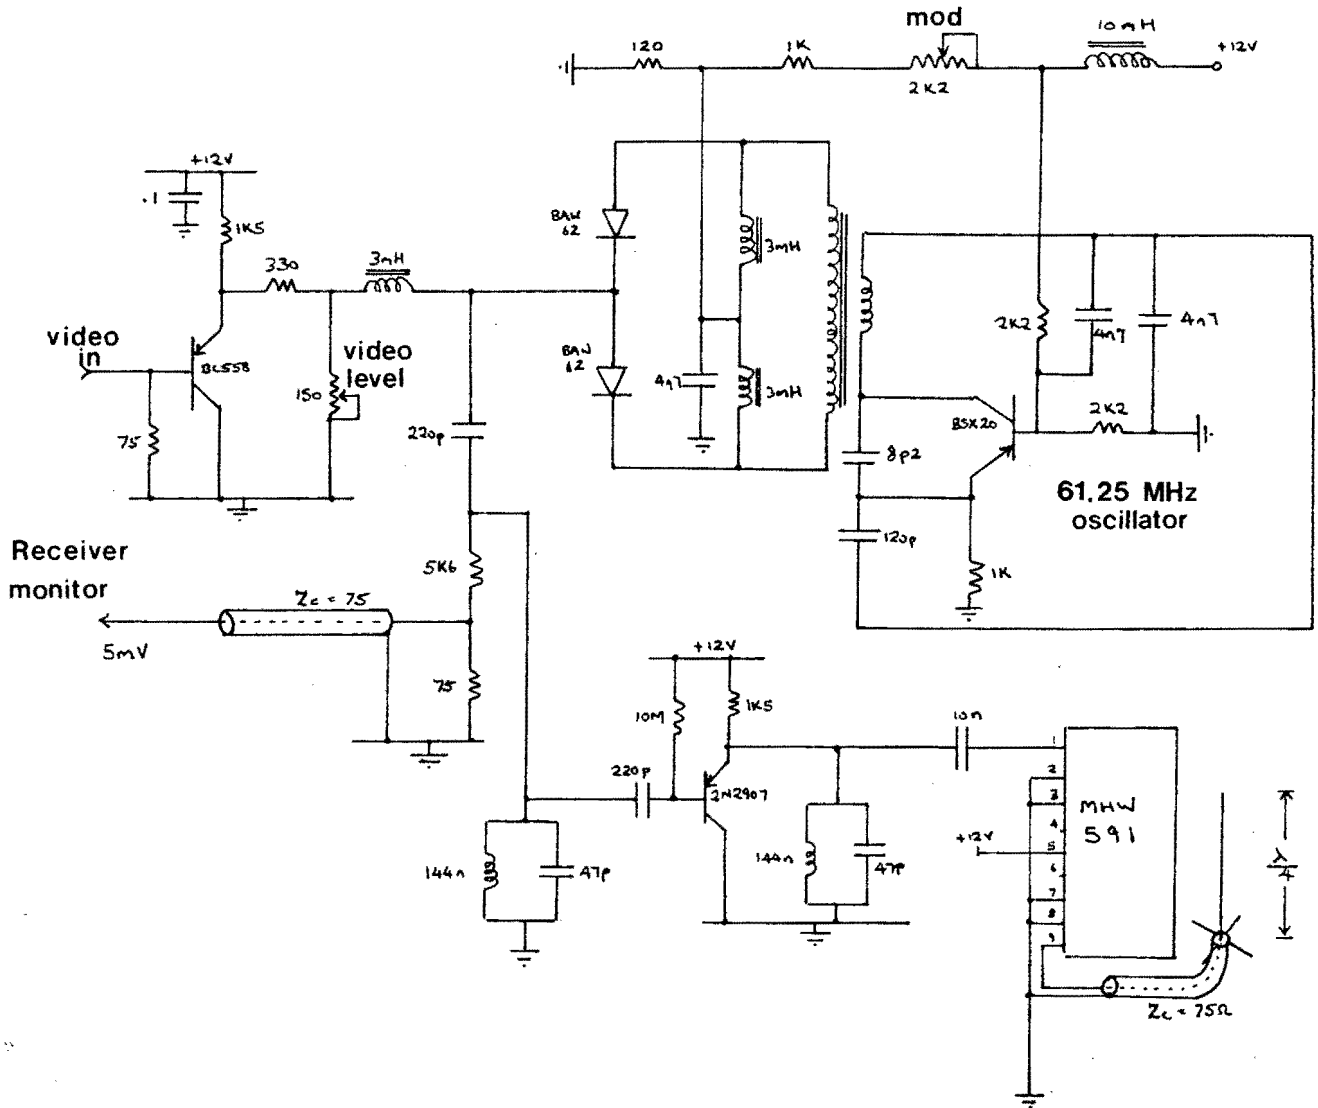 mod
10mH
120
1K
+12V
2K2
+12V
.1
1K5
BAW
62
3mH
330
3mH
2K2
4n7
4n7
video
in
BC558
video
level
BAW
62
4n7
3mH
150
2K2
BSX20
75
220p
8p2
61.25 MHz
oscillator
120p
Receiver
monitor
5K6
1K
Zc = 75
5mV
+12V
75
10M
1K5
10n
1
220p
2
2N2907
3
MHW
591
4
+12V
5
λ/4
144n
47p
144n
47p
6
7
8
9
Zc = 75Ω